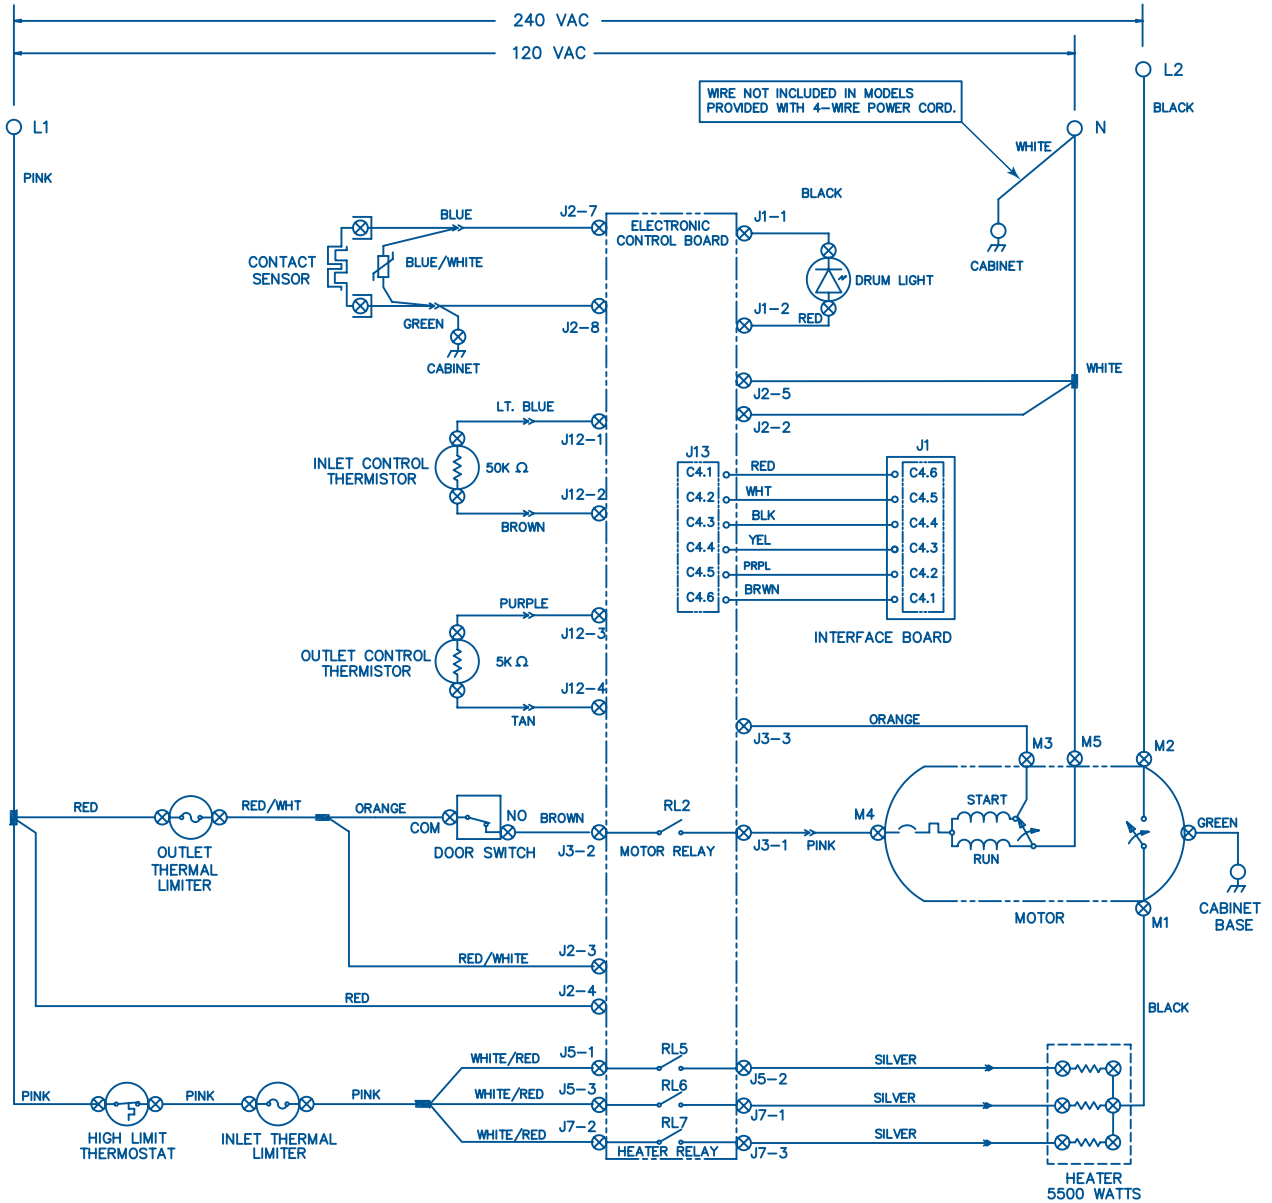 240 VAC
120 VAC
L2
WIRE NOT INCLUDED IN MODELS
PROVIDED WITH 4-WIRE POWER CORD.
BLACK
L1
N
WHITE
PINK
BLACK
BLUE
J2-7
J1-1
ELECTRONIC
CONTROL BOARD
CONTACT
SENSOR
BLUE/WHITE
CABINET
DRUM LIGHT
J1-2
RED
GREEN
J2-8
CABINET
WHITE
J2-5
LT. BLUE
J12-1
J2-2
INLET CONTROL
THERMISTOR
50K Ω
J12-2
BROWN
J13
J1
C4.1
RED
C4.6
C4.2
WHT
C4.5
C4.3
BLK
C4.4
C4.4
YEL
C4.3
C4.5
PRPL
C4.2
C4.6
BRWN
C4.1
INTERFACE BOARD
PURPLE
J12-3
OUTLET CONTROL
THERMISTOR
5K Ω
J12-4
TAN
ORANGE
J3-3
M3
M5
M2
RED
RED/WHT
ORANGE
COM
NO
BROWN
RL2
M4
START
GREEN
OUTLET
THERMAL
LIMITER
DOOR SWITCH
J3-2
MOTOR RELAY
J3-1
PINK
RUN
MOTOR
M1
CABINET
BASE
RED/WHITE
J2-3
RED
J2-4
BLACK
WHITE/RED
J5-1
RL5
J5-2
SILVER
PINK
PINK
PINK
WHITE/RED
J5-3
RL6
J7-1
SILVER
HIGH LIMIT
THERMOSTAT
INLET THERMAL
LIMITER
WHITE/RED
J7-2
RL7
HEATER RELAY
J7-3
SILVER
HEATER
5500 WATTS